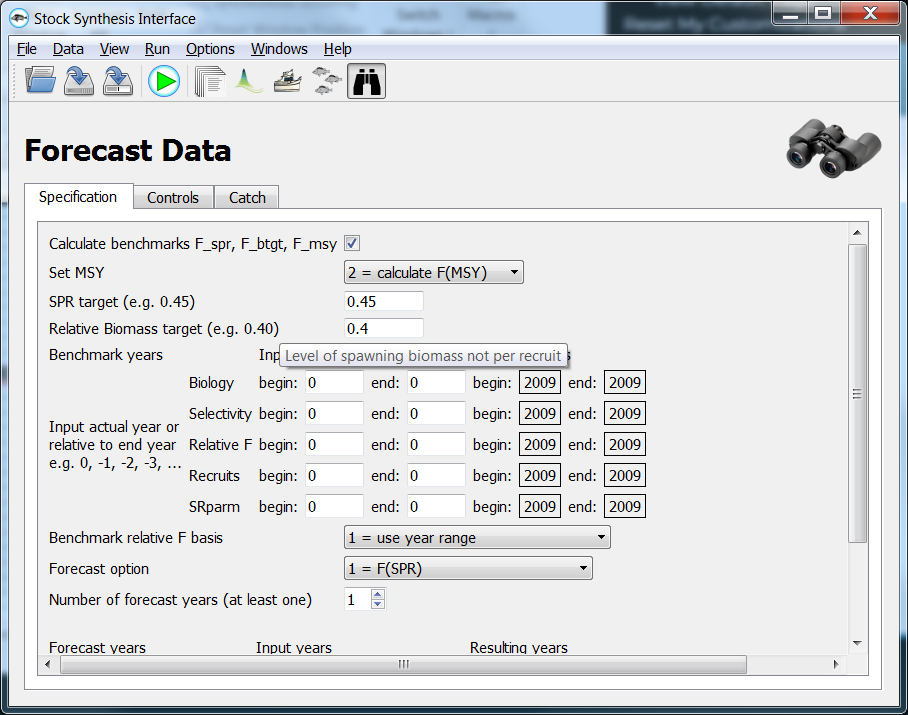 Stock Synthesis Interface
File Data View Run Options Windows Help
Forecast Data
Specification Controls Catch
Calculate benchmarks F_spr, F_btgt, F_msy
Set MSY 2 = calculate F(MSY)
SPR target (e.g. 0.45) 0.45
Relative Biomass target (e.g. 0.40) 0.4
Benchmark years
Level of spawning biomass not per recruit
Biology begin: 0 end: 0 begin: 2009 end: 2009
Selectivity begin: 0 end: 0 begin: 2009 end: 2009
Input actual year or
relative to end year
e.g. 0, -1, -2, -3, ...
Relative F begin: 0 end: 0 begin: 2009 end: 2009
Recruits begin: 0 end: 0 begin: 2009 end: 2009
SRparm begin: 0 end: 0 begin: 2009 end: 2009
Benchmark relative F basis 1 = use year range
Forecast option 1 = F(SPR)
Number of forecast years (at least one) 1
Forecast years Input years Resulting years